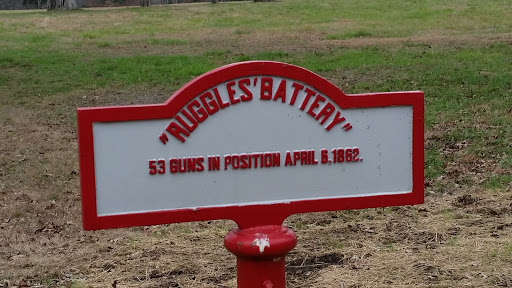 "RUGGLES' BATTERY"
53 GUNS IN POSITION APRIL 6, 1862.